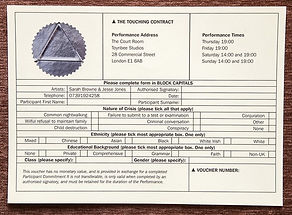 ▲ THE TOUCHING CONTRACT
Performance Address
The Court Room
Toynbee Studios
28 Commercial Street
London E1 6AB
Performance Times
Thursday 19:00
Friday 19:00
Saturday 14:00 and 19:00
Sunday 14:00 and 19:00
Please complete form in BLOCK CAPITALS
Artists: Sarah Browne & Jesse Jones Authorised Signatory:
Telephone: 07391924258 Date:
Participant First Name: Participant Surname:
Nature of Crisis (please tick all that apply)
Common nightwalking Failure to submit to a test or examination Corporation
Wilful refusal to maintain family Criminal conversation Other
Child destruction Conspiracy None
Ethnicity (please tick most appropriate box. One only)
Mixed Chinese Asian Black White Irish White
Educational Background (please tick most appropriate box. One only)
None Private Comprehensive Grammar Faith Non-UK
Class (please specify): Gender (please specify):
This voucher has no monetary value, and is provided in exchange for a completed
Participant Commitment. It is not transferable, is only valid when completed by an
authorised signatory, and must be retained for the duration of the Performance.
▲ VOUCHER NUMBER: